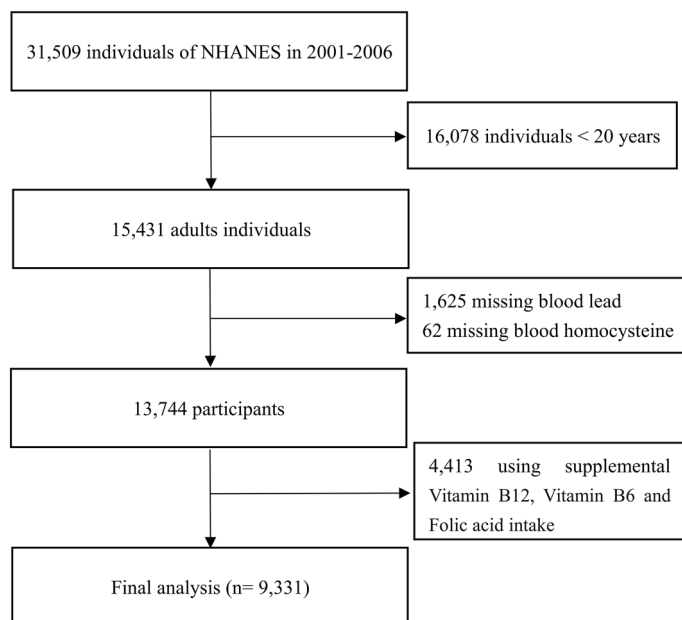 31,509 individuals of NHANES in 2001-2006
16,078 individuals < 20 years
15,431 adults individuals
1,625 missing blood lead
62 missing blood homocysteine
13,744 participants
4,413 using supplemental
Vitamin B12, Vitamin B6 and
Folic acid intake
Final analysis (n= 9,331)